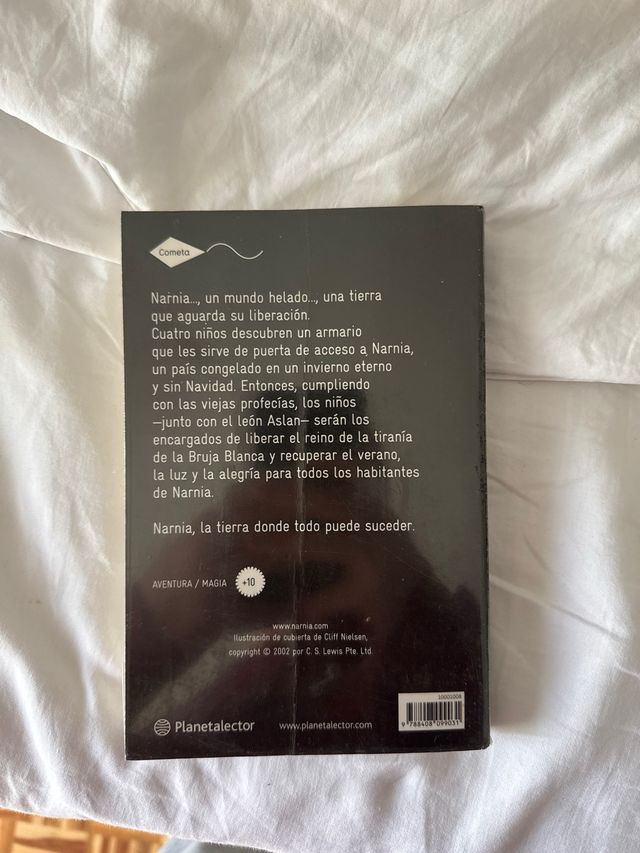 Cometa
Narnia..., un mundo helado..., una tierra
que aguarda su liberación.
Cuatro niños descubren un armario
que les sirve de puerta de acceso a Narnia,
un país congelado en un invierno eterno
y sin Navidad. Entonces, cumpliendo
con las viejas profecías, los niños
—junto con el león Aslan— serán los
encargados de liberar el reino de la tiranía
de la Bruja Blanca y recuperar el verano,
la luz y la alegría para todos los habitantes
de Narnia.
Narnia, la tierra donde todo puede suceder.
AVENTURA / MAGIA +10
www.narnia.com
Ilustración de cubierta de Cliff Nielsen,
copyright © 2002 por C. S. Lewis Pte. Ltd.
10001008
9 788408 099031
Planetalector www.planetalector.com